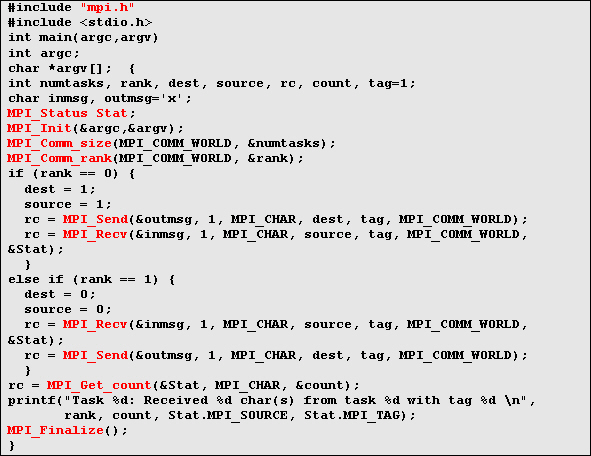 #include "mpi.h"
#include <stdio.h>
int main(argc,argv)
int argc;
char *argv[];  {
int numtasks, rank, dest, source, rc, count, tag=1;
char inmsg, outmsg='x';
MPI_Status Stat;
MPI_Init(&argc,&argv);
MPI_Comm_size(MPI_COMM_WORLD, &numtasks);
MPI_Comm_rank(MPI_COMM_WORLD, &rank);
if (rank == 0) {
  dest = 1;
  source = 1;
  rc = MPI_Send(&outmsg, 1, MPI_CHAR, dest, tag, MPI_COMM_WORLD);
  rc = MPI_Recv(&inmsg, 1, MPI_CHAR, source, tag, MPI_COMM_WORLD,
&Stat);
  }
else if (rank == 1) {
  dest = 0;
  source = 0;
  rc = MPI_Recv(&inmsg, 1, MPI_CHAR, source, tag, MPI_COMM_WORLD,
&Stat);
  rc = MPI_Send(&outmsg, 1, MPI_CHAR, dest, tag, MPI_COMM_WORLD);
  }
rc = MPI_Get_count(&Stat, MPI_CHAR, &count);
printf("Task %d: Received %d char(s) from task %d with tag %d \n",
       rank, count, Stat.MPI_SOURCE, Stat.MPI_TAG);
MPI_Finalize();
}